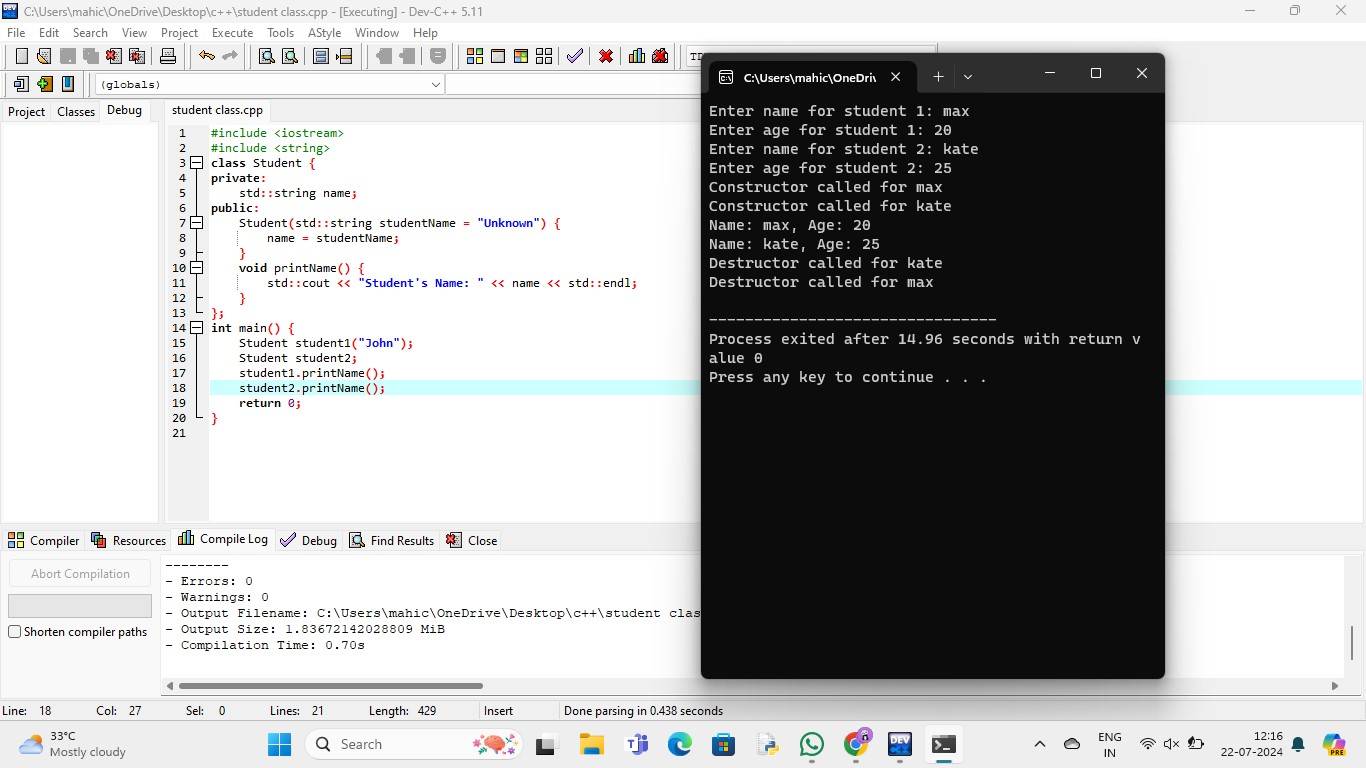 C:\Users\mahic\OneDrive\Desktop\c++\student class.cpp - [Executing] - Dev-C++ 5.11
File Edit Search View Project Execute Tools AStyle Window Help
(globals)
Project Classes Debug
student class.cpp
1 #include <iostream>
2 #include <string>
3 class Student {
4 private:
5 std::string name;
6 public:
7 Student(std::string studentName = "Unknown") {
8 name = studentName;
9 }
10 void printName() {
11 std::cout << "Student's Name: " << name << std::endl;
12 }
13 };
14 int main() {
15 Student student1("John");
16 Student student2;
17 student1.printName();
18 student2.printName();
19 return 0;
20 }
21
C:\Users\mahic\OneDri
Enter name for student 1: max
Enter age for student 1: 20
Enter name for student 2: kate
Enter age for student 2: 25
Constructor called for max
Constructor called for kate
Name: max, Age: 20
Name: kate, Age: 25
Destructor called for kate
Destructor called for max
--------------------------------
Process exited after 14.96 seconds with return v
alue 0
Press any key to continue . . .
Compiler Resources Compile Log Debug Find Results Close
Abort Compilation
Shorten compiler paths
--------
- Errors: 0
- Warnings: 0
- Output Filename: C:\Users\mahic\OneDrive\Desktop\c++\student clas
- Output Size: 1.83672142028809 MiB
- Compilation Time: 0.70s
Line: 18 Col: 27 Sel: 0 Lines: 21 Length: 429 Insert Done parsing in 0.438 seconds
33°C
Mostly cloudy
Search
DEV
ENG
IN
12:16
22-07-2024
PRE